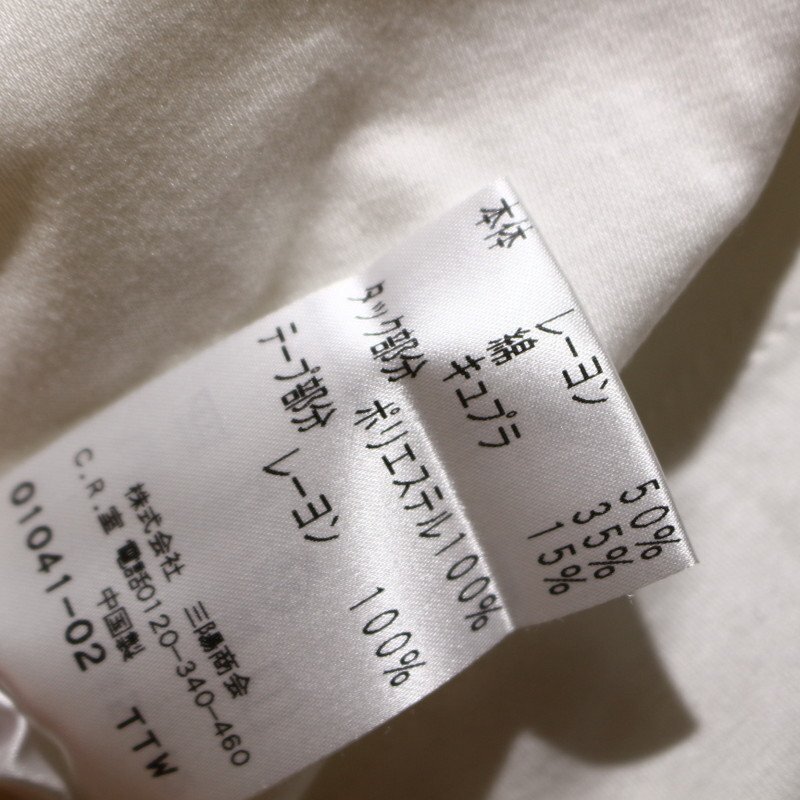 本体
レーヨン 50%
綿 35%
キュプラ 15%
タック部分
ポリエステル100%
テープ部分
レーヨン 100%
株式会社 三陽商会
C.R.室 電話0120-340-460
中国製
01041-02 TTW